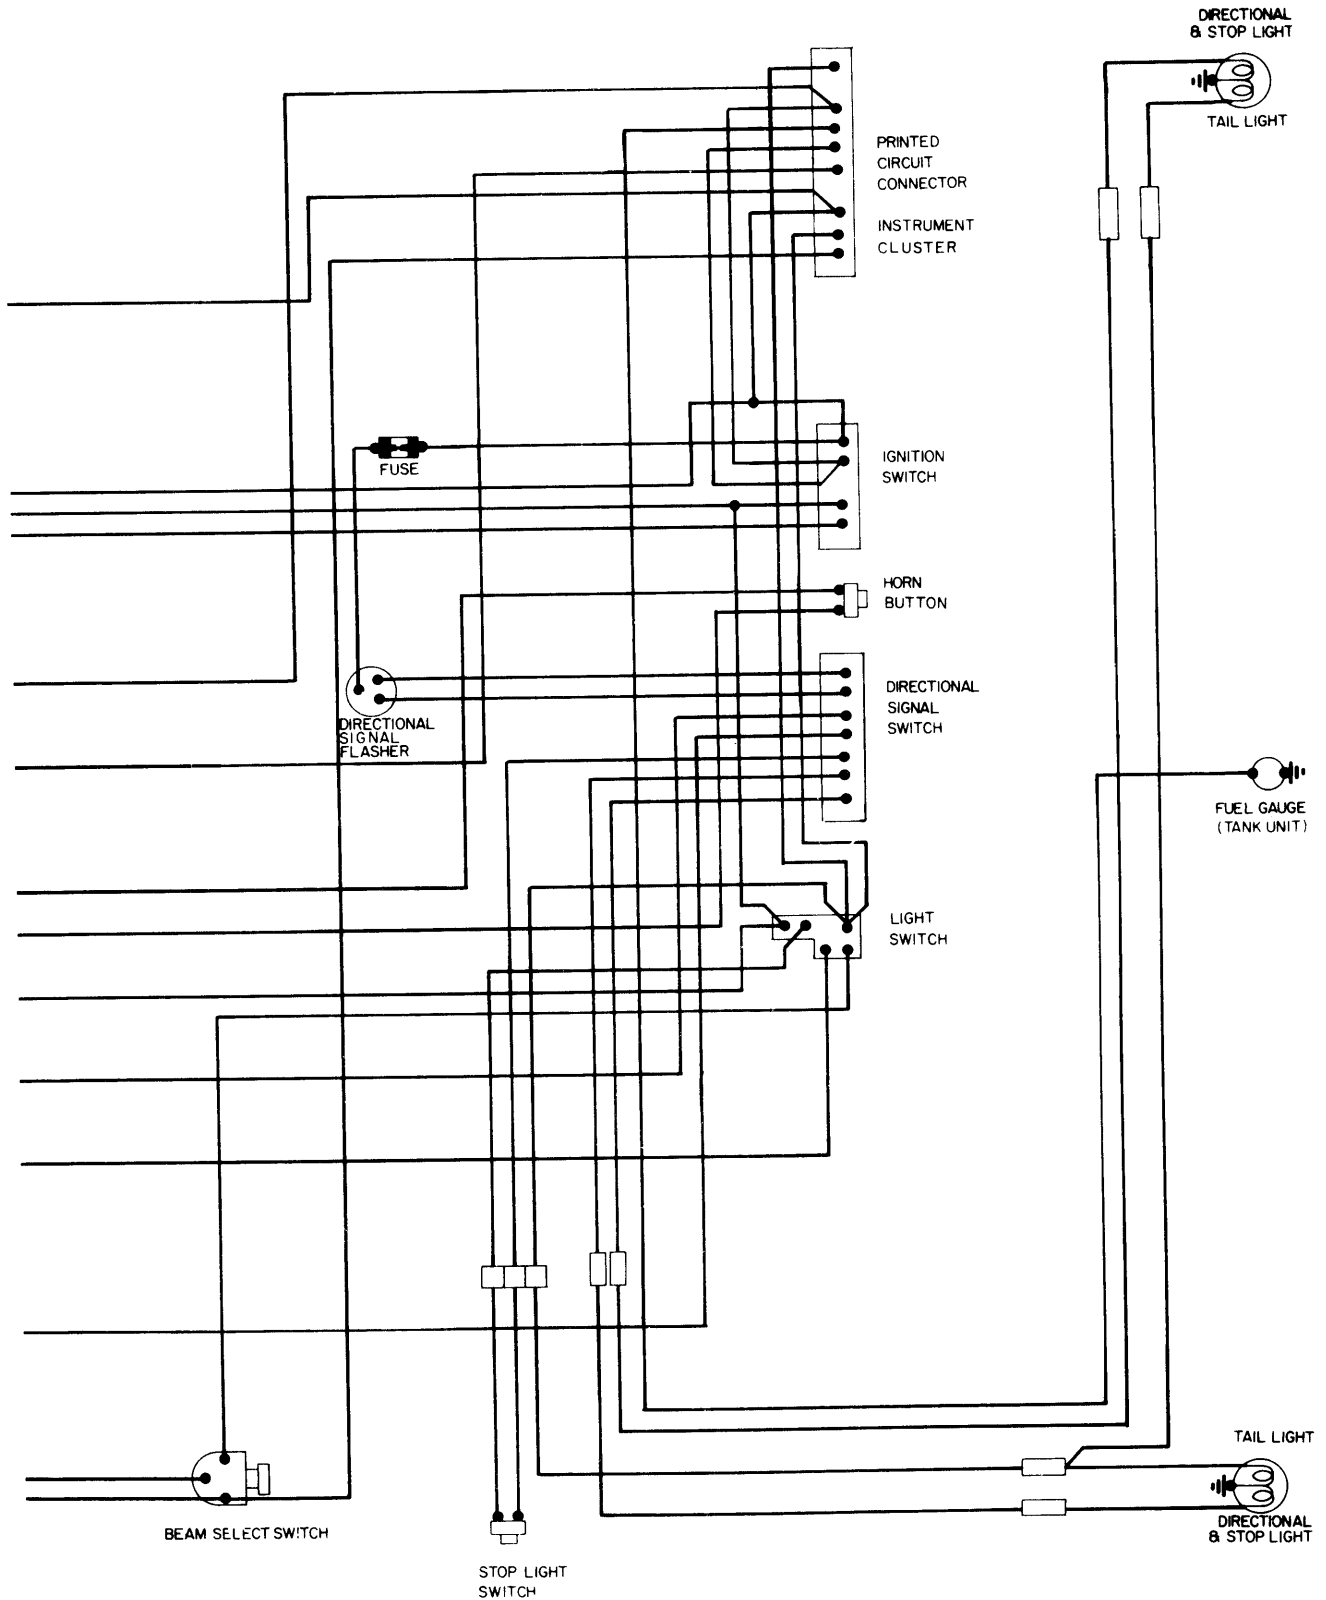 DIRECTIONAL
& STOP LIGHT
TAIL LIGHT
PRINTED
CIRCUIT
CONNECTOR
INSTRUMENT
CLUSTER
FUSE
IGNITION
SWITCH
HORN
BUTTON
DIRECTIONAL
SIGNAL
SWITCH
DIRECTIONAL
SIGNAL
FLASHER
FUEL GAUGE
(TANK UNIT)
LIGHT
SWITCH
TAIL LIGHT
DIRECTIONAL
& STOP LIGHT
BEAM SELECT SWITCH
STOP LIGHT
SWITCH